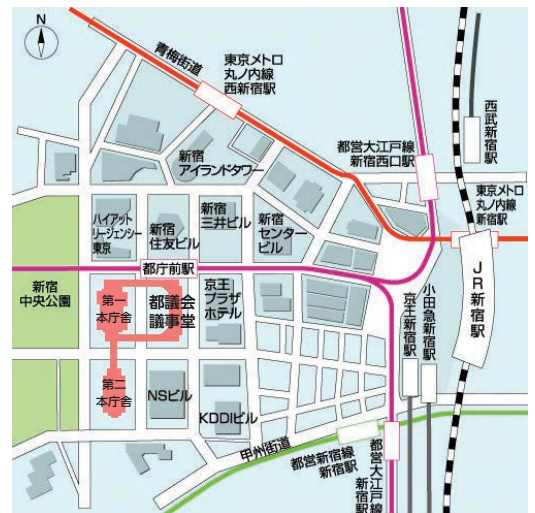 N
青梅街道
東京メトロ
丸ノ内線
西新宿駅
西武新宿駅
都営大江戸線
新宿西口駅
新宿
アイランドタワー
東京メトロ
丸ノ内線
新宿駅
ハイアット
リージェンシー
東京
新宿
住友ビル
新宿
三井ビル
新宿
センター
ビル
都庁前駅
JR新宿駅
新宿
中央公園
第一
本庁舎
都議会
議事堂
京王
プラザ
ホテル
小田急新宿駅
京王新宿駅
第二
本庁舎
NSビル
KDDIビル
甲州街道
都営新宿線
新宿駅
都営大江戸線
新宿駅